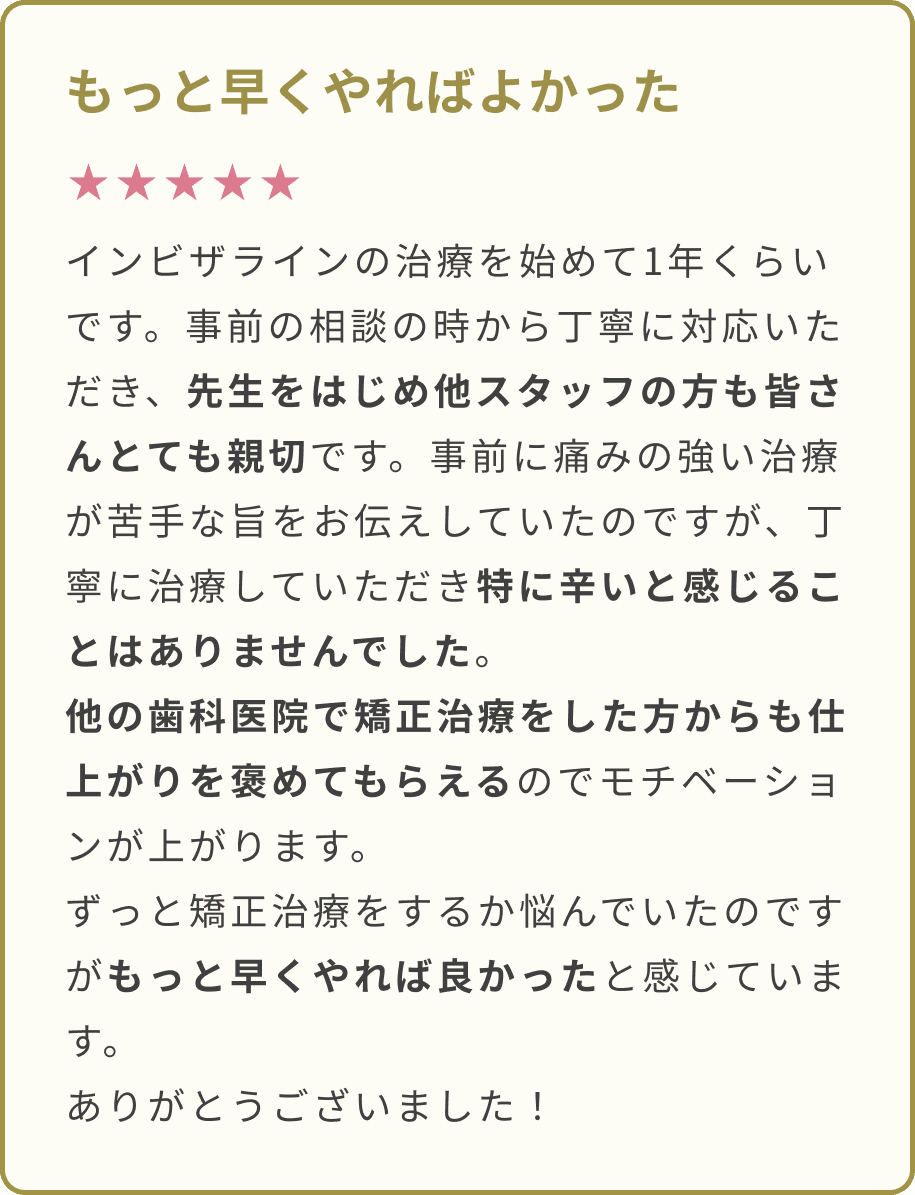 もっと早くやればよかった
★★★★★
インビザラインの治療を始めて1年くらい
です。事前の相談の時から丁寧に対応いた
だき、先生をはじめ他スタッフの方も皆さ
んとても親切です。事前に痛みの強い治療
が苦手な旨をお伝えしていたのですが、丁
寧に治療していただき特に辛いと感じるこ
とはありませんでした。
他の歯科医院で矯正治療をした方からも仕
上がりを褒めてもらえるのでモチベーショ
ンが上がります。
ずっと矯正治療をするか悩んでいたのです
がもっと早くやれば良かったと感じていま
す。
ありがとうございました！